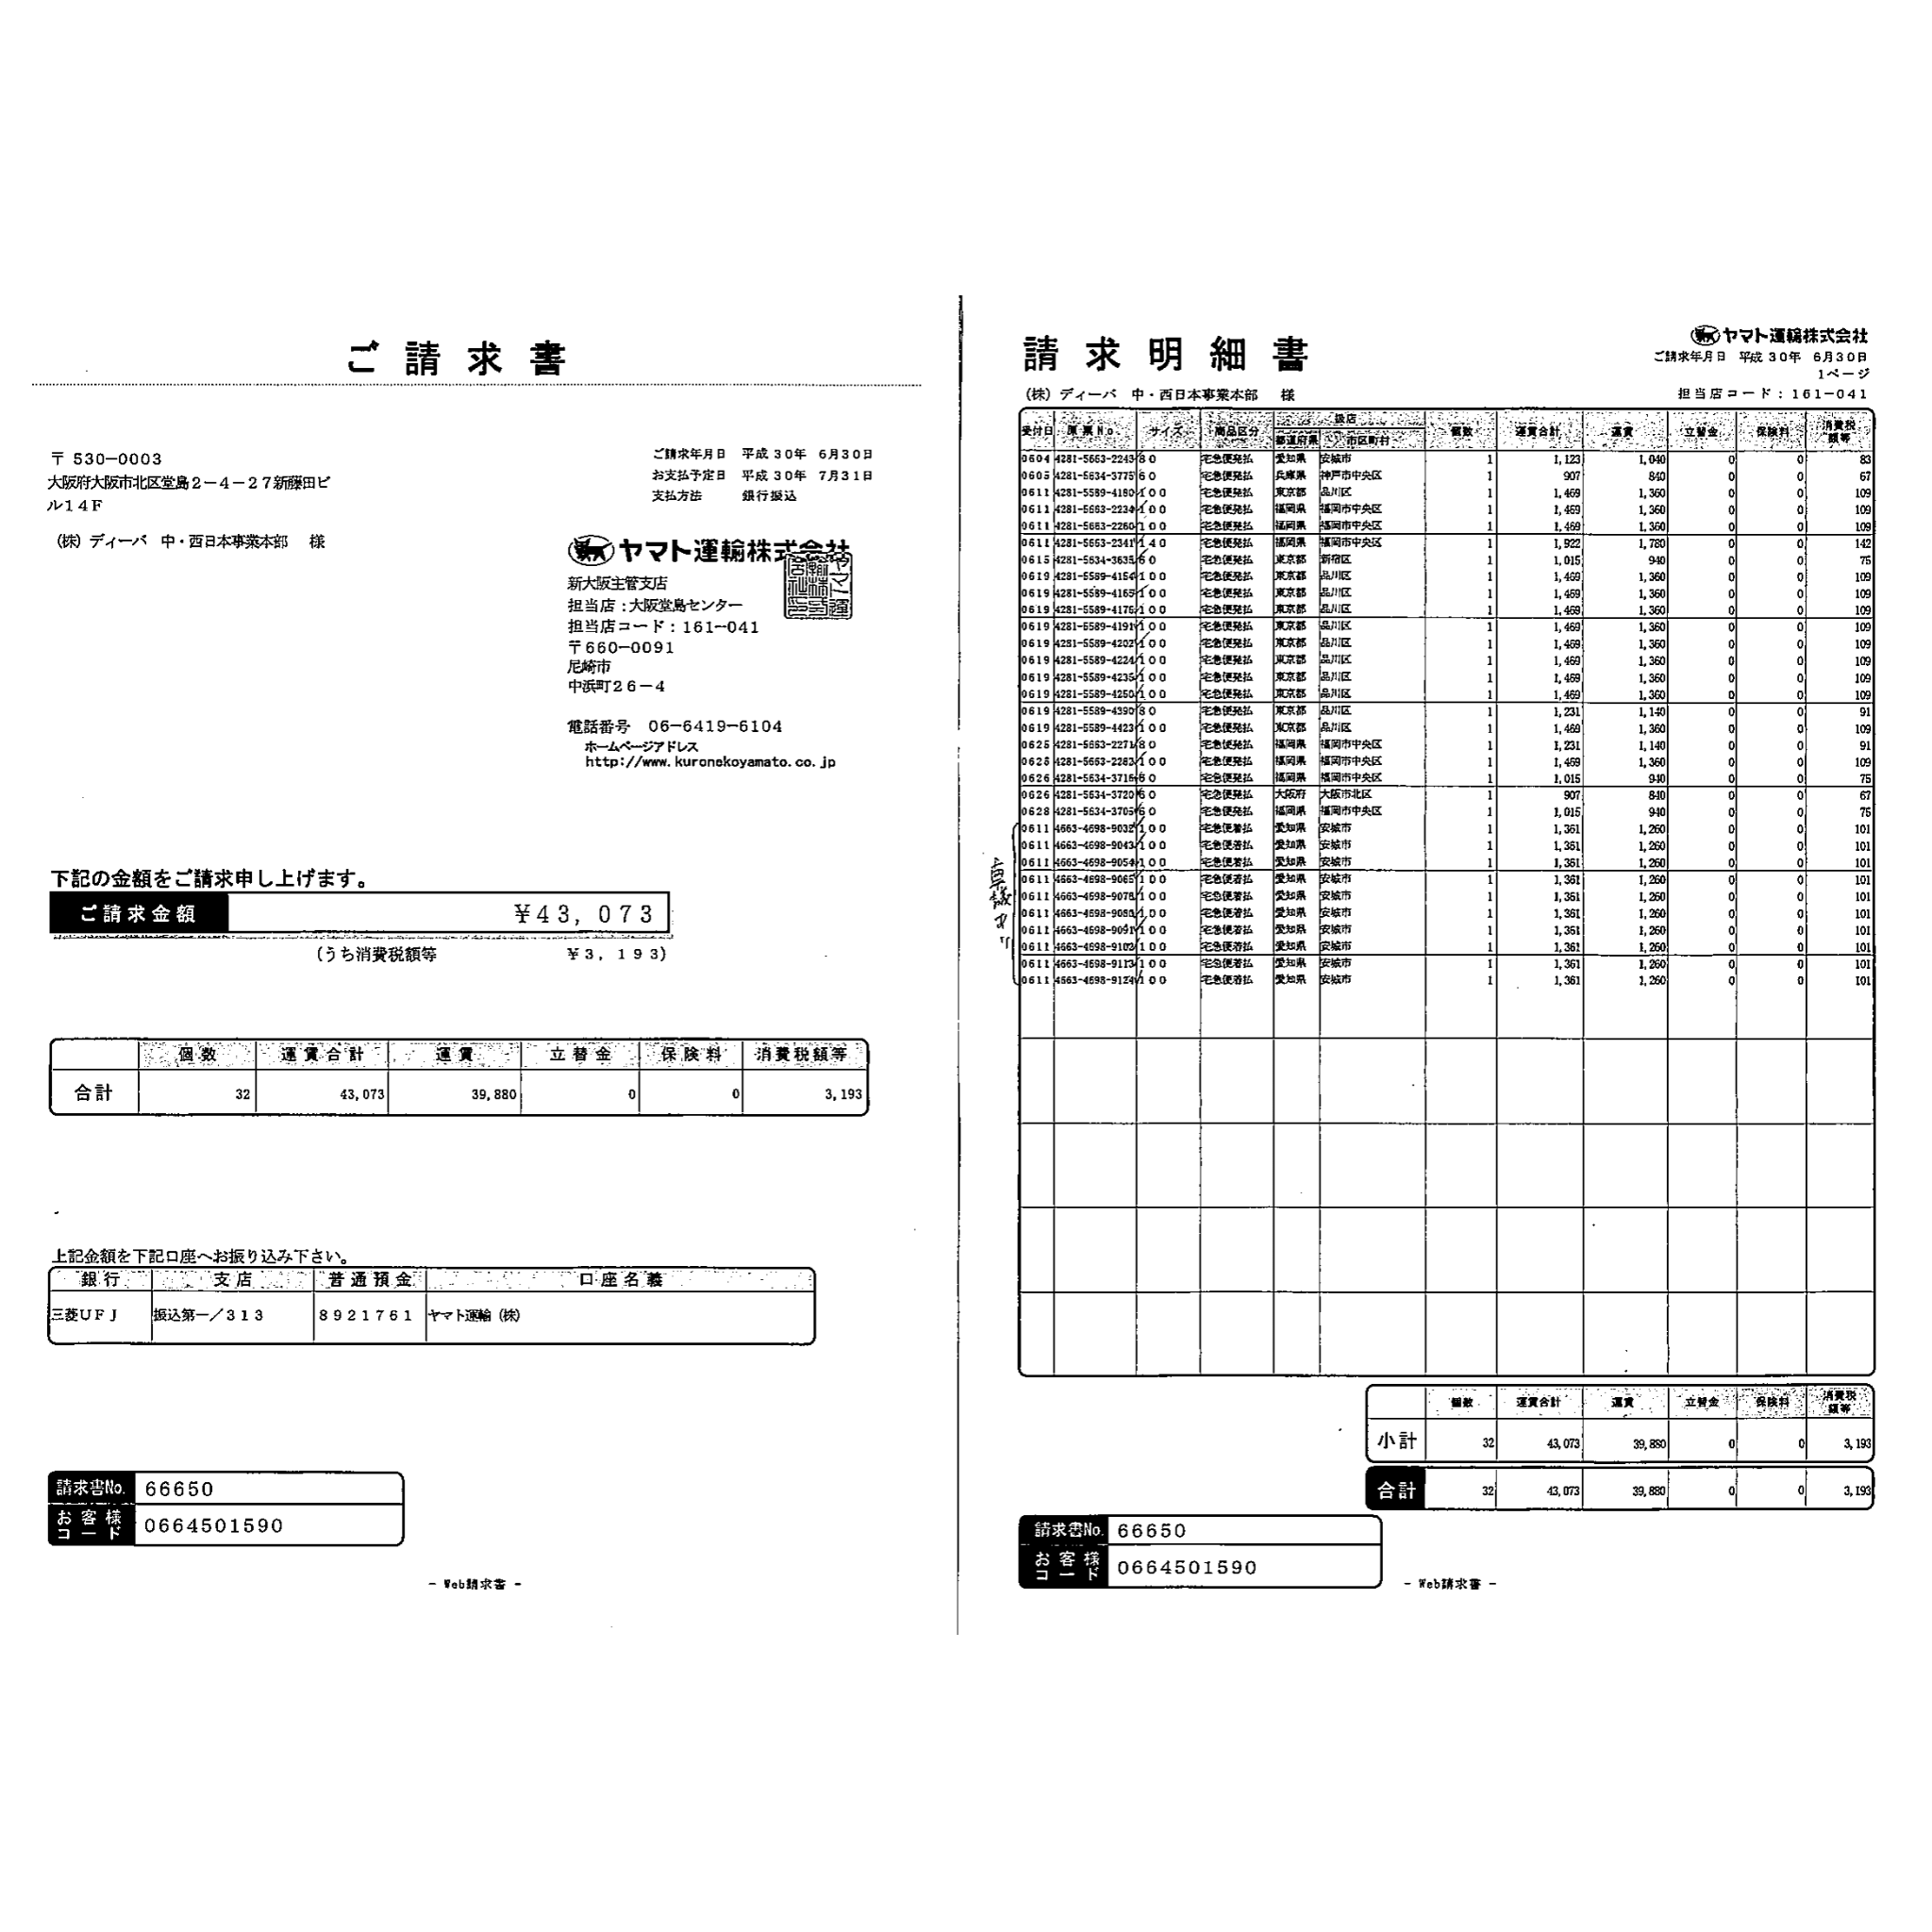 ご請求書
〒 530-0003
大阪府大阪市北区堂島2-4-27新藤田ビ
ル14F
(株) ディーバ 中・西日本事業本部 様
ご請求年月日 平成30年 6月30日
お支払予定日 平成30年 7月31日
支払方法 銀行振込
ヤマト運輸株式会社
新大阪主管支店
担当店:大阪堂島センター
担当店コード:161-041
〒660-0091
尼崎市
中浜町26-4
電話番号 06-6419-6104
ホームページアドレス
http://www.kuronekoyamato.co.jp
下記の金額をご請求申し上げます。
ご請求金額 ¥43,073
(うち消費税額等 ¥3,193)
個数 運賃合計 運賃 立替金 保険料 消費税額等
合計 32 43,073 39,880 0 0 3,193
上記金額を下記口座へお振り込み下さい。
銀行 支店 普通預金 口座名義
三菱UFJ 振込第一/313 8921761 ヤマト運輸(株)
請求書No. 66650
お客様コード 0664501590
- Web請求書 -
請求明細書
ヤマト運輸株式会社
ご請求年月日 平成30年 6月30日
1ページ
(株) ディーバ 中・西日本事業本部 様
担当店コード:161-041
受付日 原票No. サイズ 商品区分 扱店 都道府県 市区町村 個数 運賃合計 運賃 立替金 保険料 消費税額等
0604 4281-5663-2243 80 宅急便発払 愛知県 安城市 1 1,123 1,040 0 0 83
0605 4281-5634-3775 60 宅急便発払 兵庫県 神戸市中央区 1 907 840 0 0 67
0611 4281-5589-4180 100 宅急便発払 東京都 品川区 1 1,469 1,360 0 0 109
0611 4281-5663-2234 100 宅急便発払 福岡県 福岡市中央区 1 1,469 1,360 0 0 109
0611 4281-5663-2260 100 宅急便発払 福岡県 福岡市中央区 1 1,469 1,360 0 0 109
0611 4281-5663-2341 140 宅急便発払 福岡県 福岡市中央区 1 1,922 1,780 0 0 142
0615 4281-5634-3635 60 宅急便発払 東京都 新宿区 1 1,015 940 0 0 75
0619 4281-5589-4154 100 宅急便発払 東京都 品川区 1 1,469 1,360 0 0 109
0619 4281-5589-4165 100 宅急便発払 東京都 品川区 1 1,469 1,360 0 0 109
0619 4281-5589-4176 100 宅急便発払 東京都 品川区 1 1,469 1,360 0 0 109
0619 4281-5589-4191 100 宅急便発払 東京都 品川区 1 1,469 1,360 0 0 109
0619 4281-5589-4202 100 宅急便発払 東京都 品川区 1 1,469 1,360 0 0 109
0619 4281-5589-4224 100 宅急便発払 東京都 品川区 1 1,469 1,360 0 0 109
0619 4281-5589-4235 100 宅急便発払 東京都 品川区 1 1,469 1,360 0 0 109
0619 4281-5589-4250 100 宅急便発払 東京都 品川区 1 1,469 1,360 0 0 109
0619 4281-5589-4390 80 宅急便発払 東京都 品川区 1 1,231 1,140 0 0 91
0619 4281-5589-4423 100 宅急便発払 東京都 品川区 1 1,469 1,360 0 0 109
0625 4281-5663-2271 80 宅急便発払 福岡県 福岡市中央区 1 1,231 1,140 0 0 91
0625 4281-5663-2282 100 宅急便発払 福岡県 福岡市中央区 1 1,469 1,360 0 0 109
0626 4281-5634-3716 60 宅急便発払 福岡県 福岡市中央区 1 1,015 940 0 0 75
0626 4281-5634-3720 60 宅急便発払 大阪府 大阪市北区 1 907 840 0 0 67
0628 4281-5634-3705 60 宅急便発払 福岡県 福岡市中央区 1 1,015 940 0 0 75
0611 4663-4698-9032 100 宅急便着払 愛知県 安城市 1 1,361 1,260 0 0 101
0611 4663-4698-9043 100 宅急便着払 愛知県 安城市 1 1,361 1,260 0 0 101
0611 4663-4698-9054 100 宅急便着払 愛知県 安城市 1 1,361 1,260 0 0 101
0611 4663-4698-9065 100 宅急便着払 愛知県 安城市 1 1,361 1,260 0 0 101
0611 4663-4698-9076 100 宅急便着払 愛知県 安城市 1 1,361 1,260 0 0 101
0611 4663-4698-9080 100 宅急便着払 愛知県 安城市 1 1,361 1,260 0 0 101
0611 4663-4698-9091 100 宅急便着払 愛知県 安城市 1 1,361 1,260 0 0 101
0611 4663-4698-9102 100 宅急便着払 愛知県 安城市 1 1,361 1,260 0 0 101
0611 4663-4698-9113 100 宅急便着払 愛知県 安城市 1 1,361 1,260 0 0 101
0611 4663-4698-9124 100 宅急便着払 愛知県 安城市 1 1,361 1,260 0 0 101
個数 運賃合計 運賃 立替金 保険料 消費税額等
小計 32 43,073 39,880 0 0 3,193
合計 32 43,073 39,880 0 0 3,193
請求書No. 66650
お客様コード 0664501590
- Web請求書 -